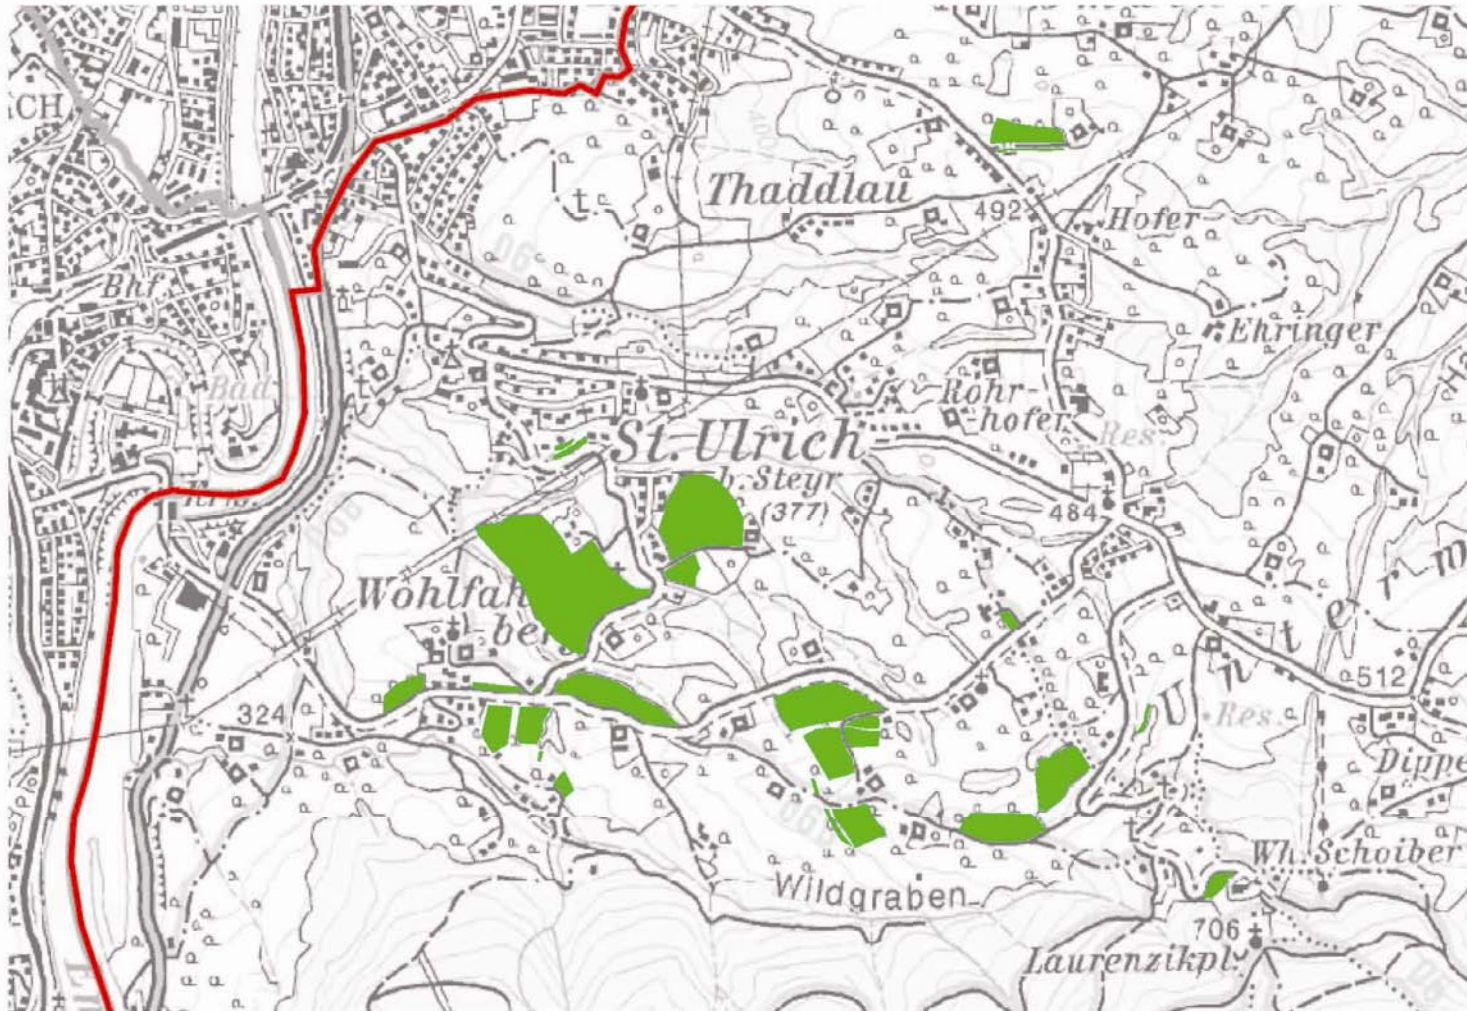 CH
Thaddlau
492
Hofer
Bhf
Ehringer
Bad
Rohr-
hofer
Res.
St. Ulrich
b. Steyr
(377)
484
Wohlfah
ber
512
324
Res.
Dippe
Wh. Schoiber
Wildgraben
706
Laurenzikpl.